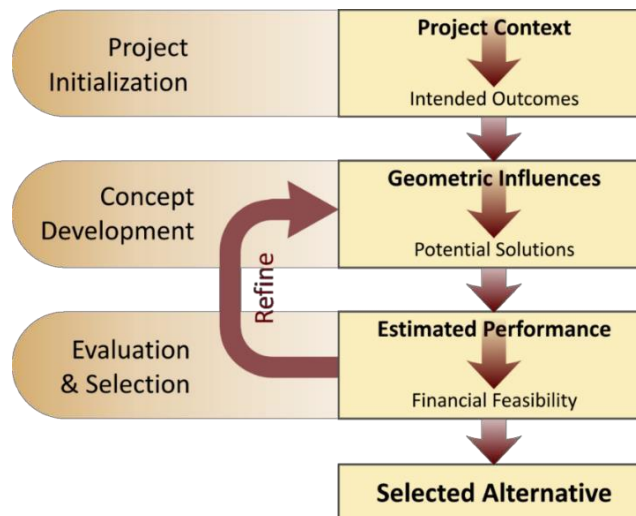 Project
Initialization
Project Context
Intended Outcomes
Concept
Development
Geometric Influences
Potential Solutions
Refine
Evaluation
& Selection
Estimated Performance
Financial Feasibility
Selected Alternative